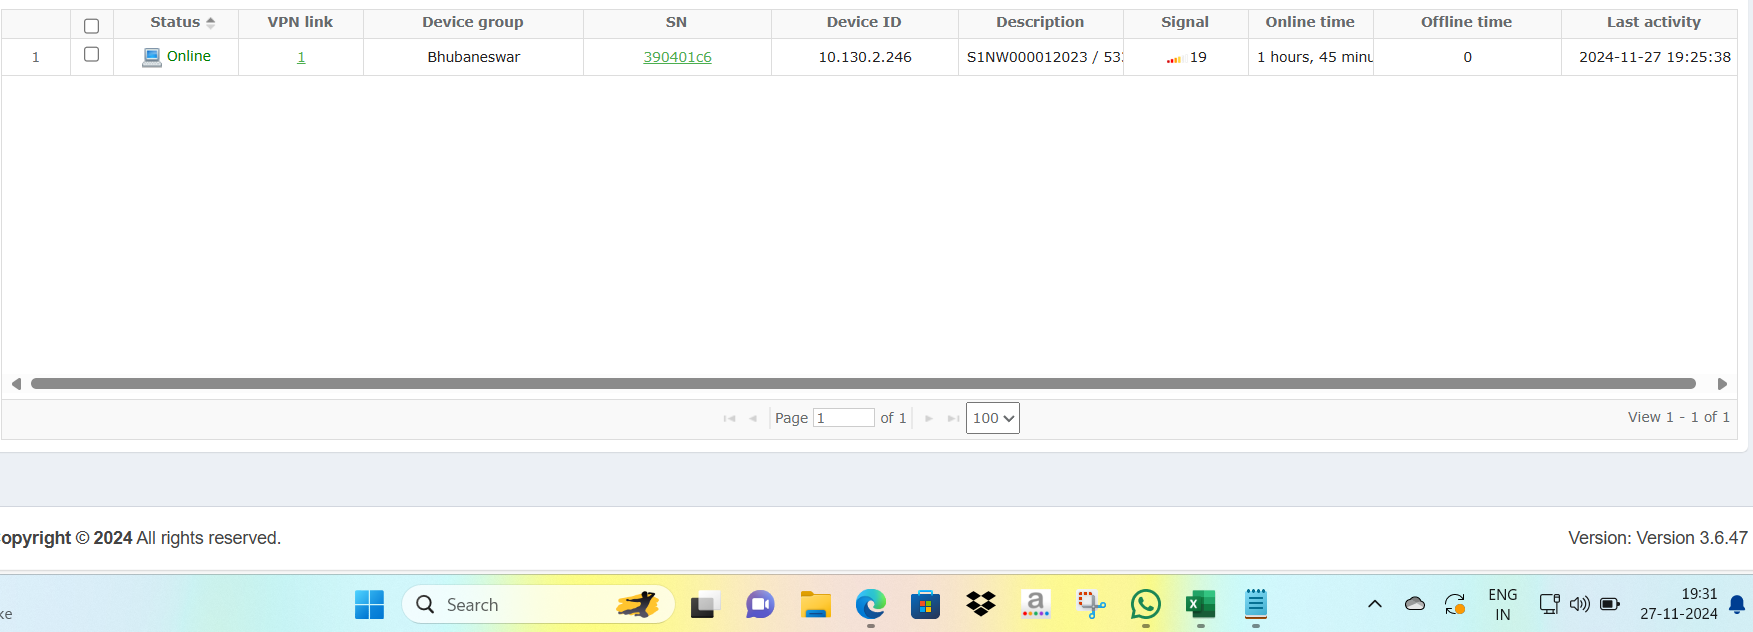 Status VPN link Device group SN Device ID Description Signal Online time Offline time Last activity
1 Online 1 Bhubaneswar 390401c6 10.130.2.246 S1NW000012023 / 53 19 1 hours, 45 minu 0 2024-11-27 19:25:38
Page 1 of 1 100 View 1 - 1 of 1
opyright © 2024 All rights reserved. Version: Version 3.6.47
ke Search a X ENG 19:31
IN 27-11-2024